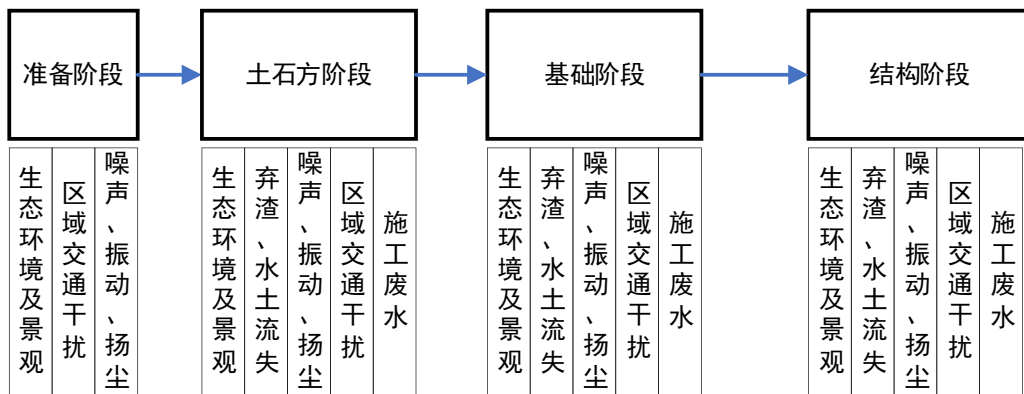 准备阶段
土石方阶段
基础阶段
结构阶段
生态环境及景观
区域交通干扰
噪声、振动、扬尘
生态环境及景观
弃渣、水土流失
噪声、振动、扬尘
区域交通干扰
施工废水
生态环境及景观
弃渣、水土流失
噪声、振动、扬尘
区域交通干扰
施工废水
生态环境及景观
弃渣、水土流失
噪声、振动、扬尘
区域交通干扰
施工废水